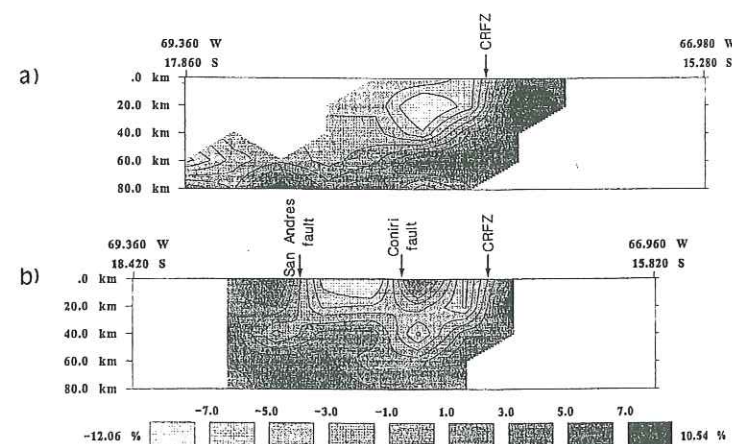 CRFZ
69.360 W 66.980 W
17.860 S 15.280 S
a)
.0 km
20.0 km
40.0 km
60.0 km
80.0 km
San Andres fault
Coniri fault
CRFZ
69.360 W 66.960 W
18.420 S 15.820 S
b)
.0 km
20.0 km
40.0 km
60.0 km
80.0 km
-7.0 -5.0 -3.0 -1.0 1.0 3.0 5.0 7.0
-12.06 % 10.54 %